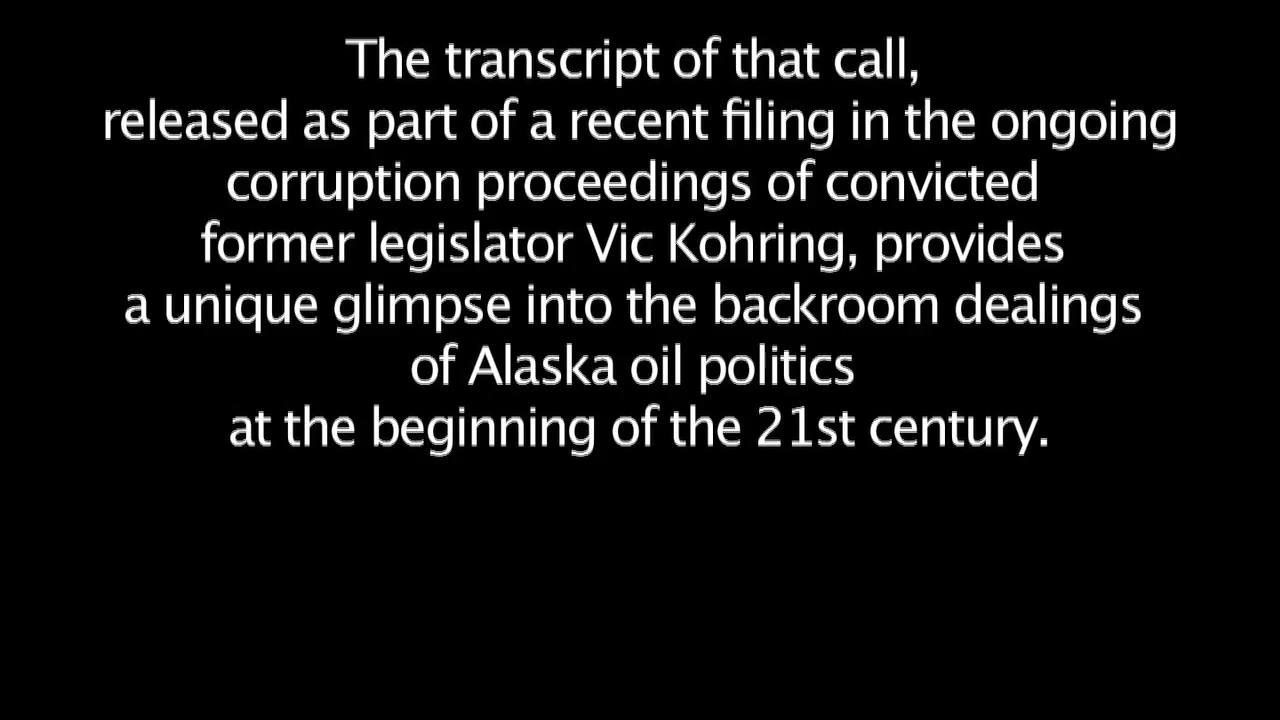 The transcript of that call,
released as part of a recent filing in the ongoing
corruption proceedings of convicted
former legislator Vic Kohring, provides
a unique glimpse into the backroom dealings
of Alaska oil politics
at the beginning of the 21st century.